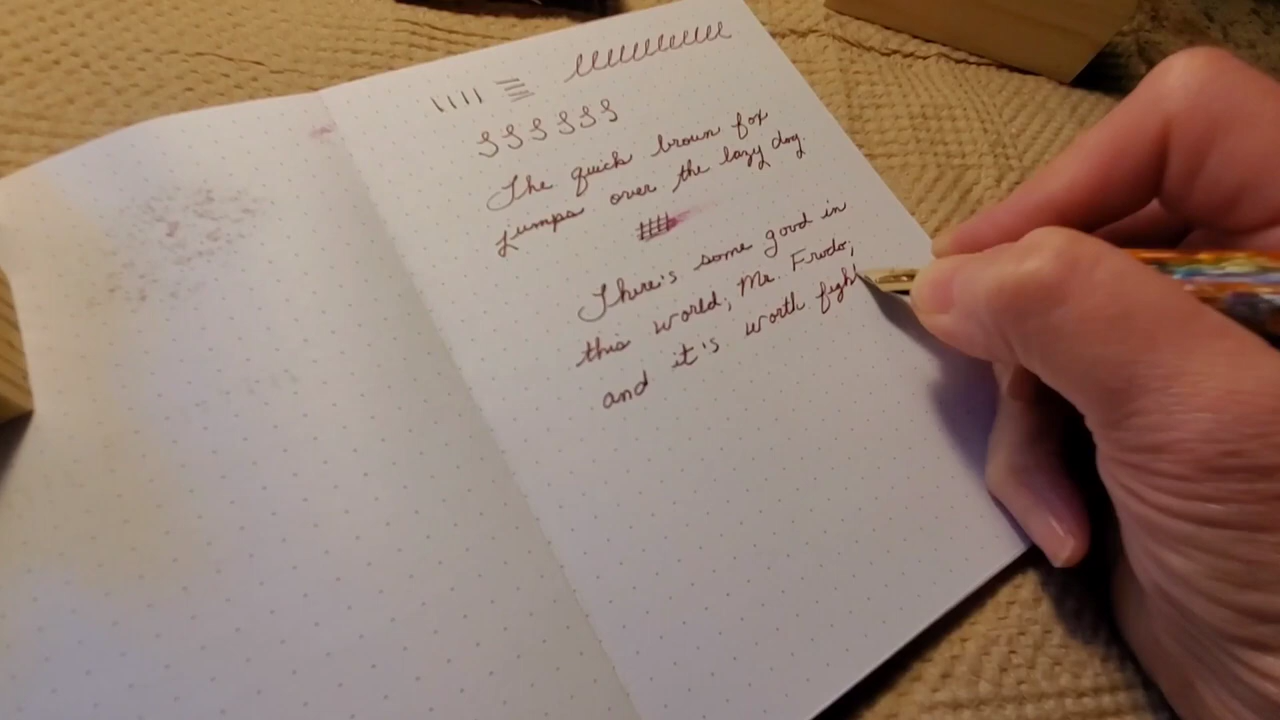 The quick brown fox
jumps over the lazy dog.
There's some good in
this world, Mr. Frodo,
and it's worth fight